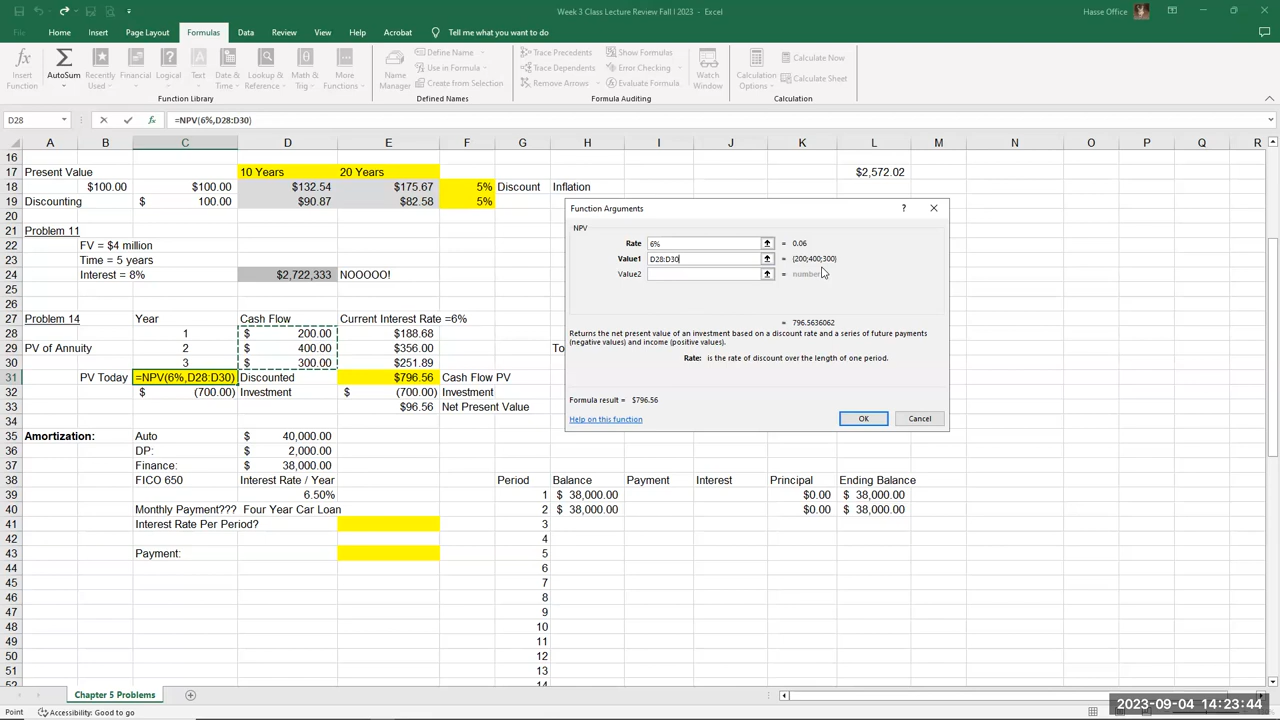 Week 3 Class Lecture Review Fall I 2023 - Excel
Hasse Office
File Home Insert Page Layout Formulas Data Review View Help Acrobat Tell me what you want to do
Insert Function
AutoSum
Recently Used
Financial
Logical
Text
Date & Time
Lookup & Reference
Math & Trig
More Functions
Function Library
Name Manager
Define Name
Use in Formula
Create from Selection
Defined Names
Trace Precedents
Trace Dependents
Remove Arrows
Show Formulas
Error Checking
Evaluate Formula
Formula Auditing
Watch Window
Calculation Options
Calculate Now
Calculate Sheet
Calculation
D28 fx =NPV(6%,D28:D30)
A B C D E F G H I J K L M N O P Q R
16
17 Present Value 10 Years 20 Years $2,572.02
18 $100.00 $100.00 $132.54 $175.67 5% Discount Inflation
19 Discounting $ 100.00 $90.87 $82.58 5%
20
21 Problem 11
22 FV = $4 million
23 Time = 5 years
24 Interest = 8% $2,722,333 NOOOOO!
25
26
27 Problem 14 Year Cash Flow Current Interest Rate =6%
28 1 $ 200.00 $188.68
29 PV of Annuity 2 $ 400.00 $356.00 To
30 3 $ 300.00 $251.89
31 PV Today =NPV(6%,D28:D30) Discounted $796.56 Cash Flow PV
32 $ (700.00) Investment $ (700.00) Investment
33 $96.56 Net Present Value
34
35 Amortization: Auto $ 40,000.00
36 DP: $ 2,000.00
37 Finance: $ 38,000.00
38 FICO 650 Interest Rate / Year Period Balance Payment Interest Principal Ending Balance
39 6.50% 1 $ 38,000.00 $0.00 $ 38,000.00
40 Monthly Payment??? Four Year Car Loan 2 $ 38,000.00 $0.00 $ 38,000.00
41 Interest Rate Per Period? 3
42 4
43 Payment: 5
44 6
45 7
46 8
47 9
48 10
49 11
50 12
51 13
52 14
Function Arguments ?
NPV
Rate 6% = 0.06
Value1 D28:D30 = {200;400;300}
Value2 = number
= 796.5636062
Returns the net present value of an investment based on a discount rate and a series of future payments
(negative values) and income (positive values).
Rate: is the rate of discount over the length of one period.
Formula result = $796.56
Help on this function
OK Cancel
Chapter 5 Problems
Point Accessibility: Good to go
2023-09-04 14:23:44